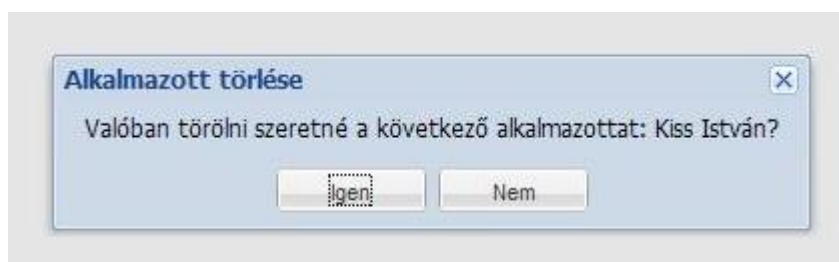 Alkalmazott törlése
Valóban törölni szeretné a következő alkalmazottat: Kiss István?
Igen Nem